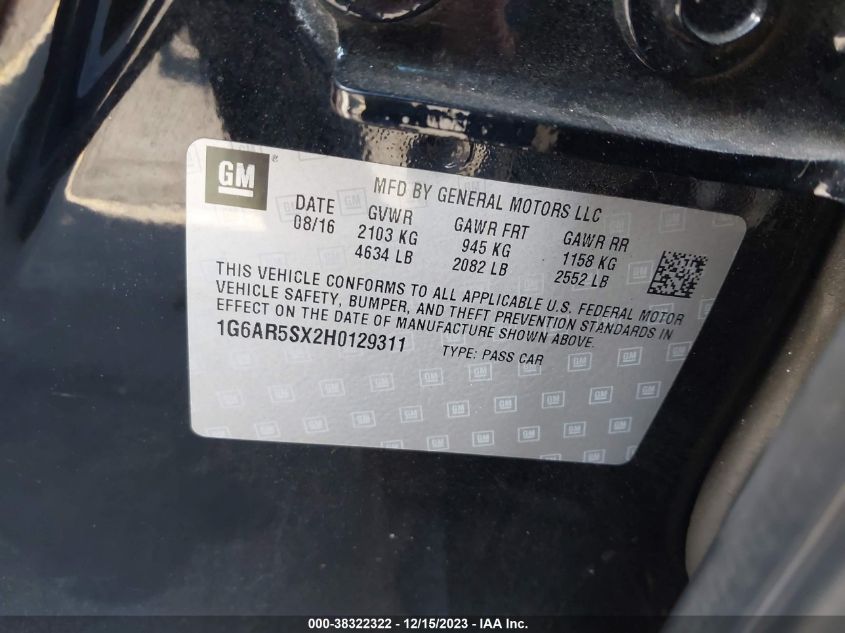 GM ®
MFD BY GENERAL MOTORS LLC
DATE GVWR GAWR FRT GAWR RR
08/16 2103 KG 945 KG 1158 KG
4634 LB 2082 LB 2552 LB
THIS VEHICLE CONFORMS TO ALL APPLICABLE U.S. FEDERAL MOTOR
VEHICLE SAFETY, BUMPER, AND THEFT PREVENTION STANDARDS IN
EFFECT ON THE DATE OF MANUFACTURE SHOWN ABOVE.
1G6AR5SX2H0129311 TYPE: PASS CAR
000-38322322 - 12/15/2023 - IAA Inc.